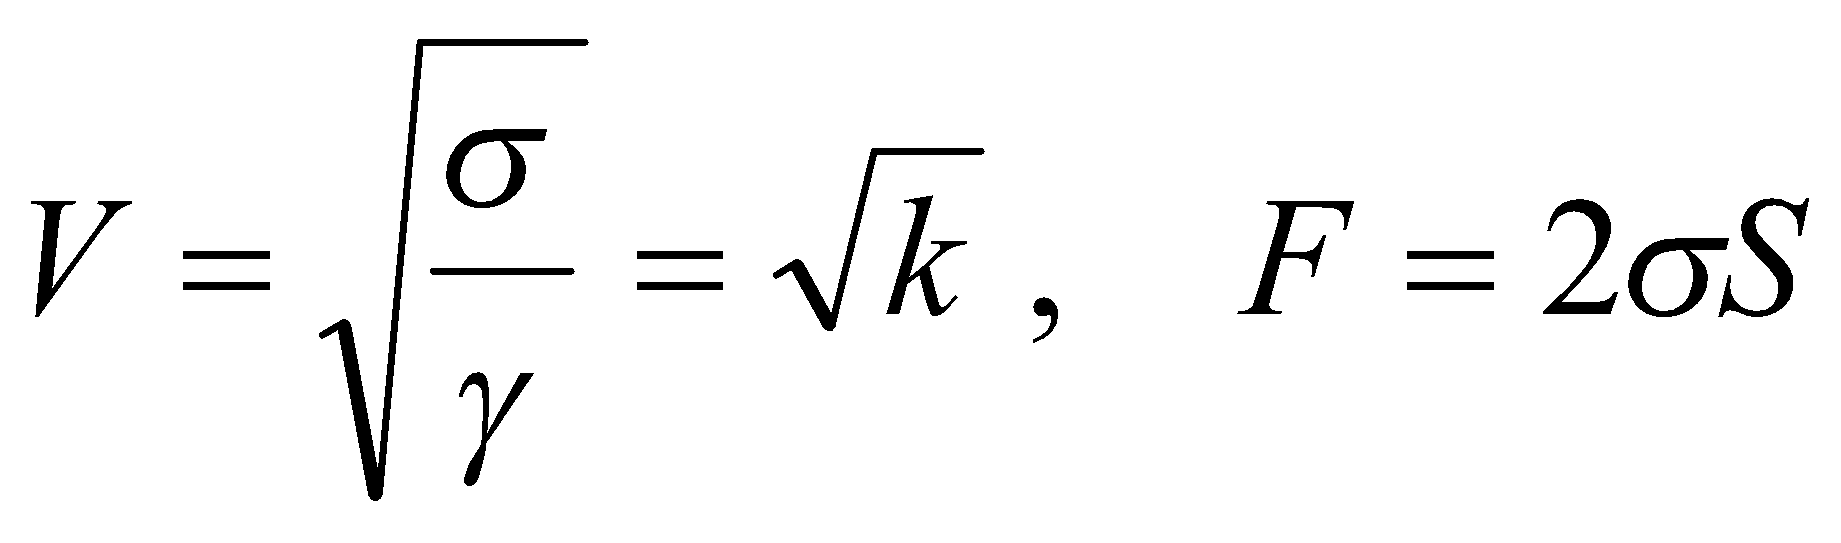 V = √(σ/γ) = √k , F = 2σS